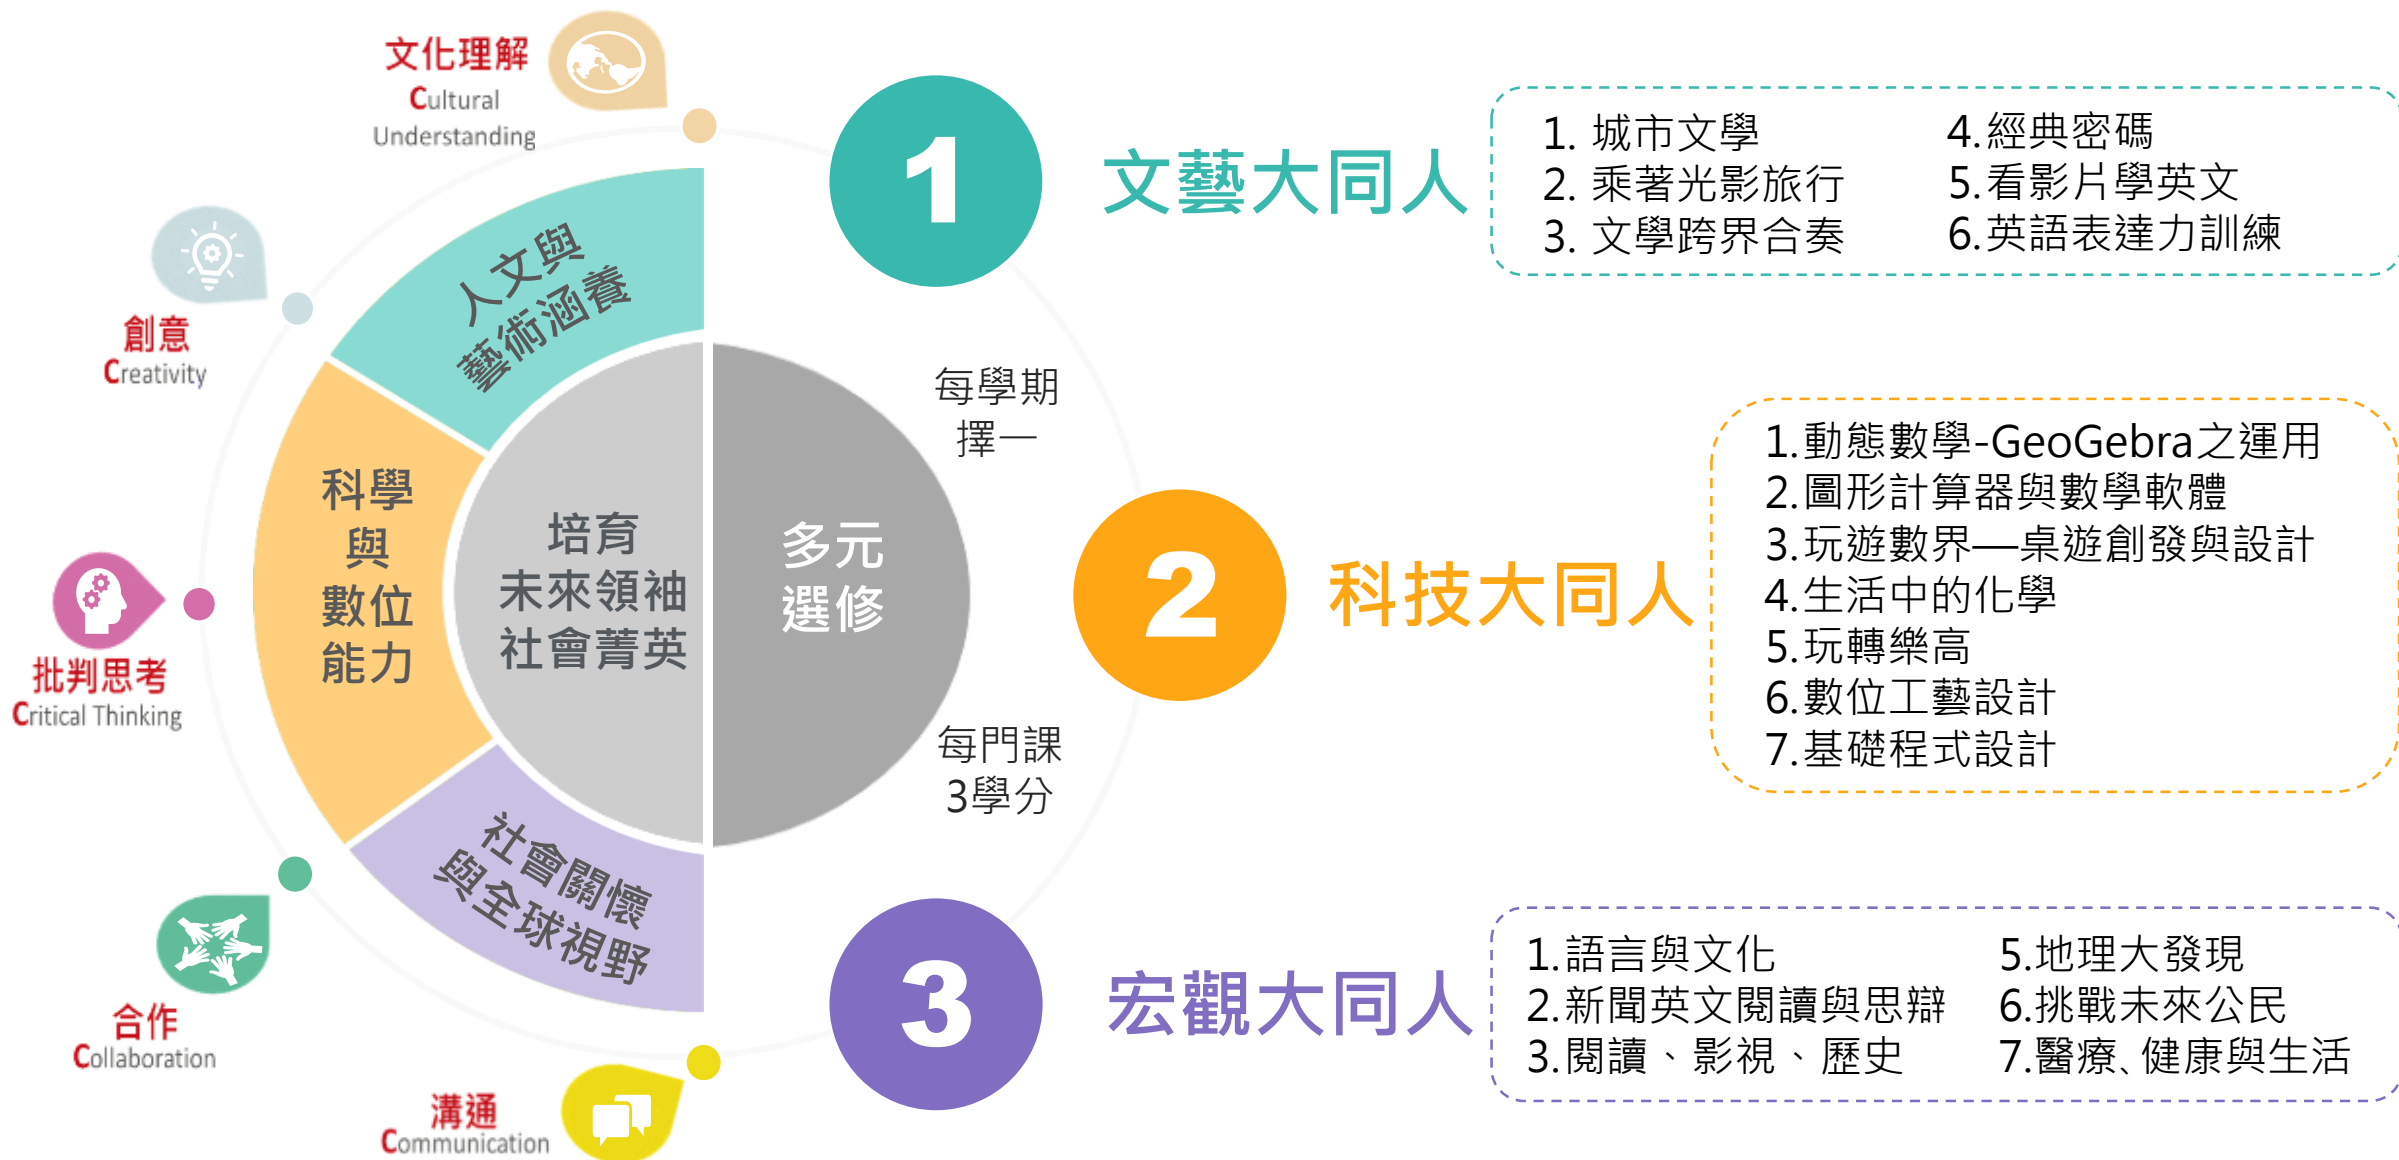 文化理解
Cultural
Understanding
創意
Creativity
批判思考
Critical Thinking
合作
Collaboration
溝通
Communication
人文與
藝術涵養
科學
與
數位
能力
社會關懷
與全球視野
培育
未來領袖
社會菁英
多元
選修
每學期
擇一
每門課
3學分
1
文藝大同人
1. 城市文學
2. 乘著光影旅行
3. 文學跨界合奏
4.經典密碼
5.看影片學英文
6.英語表達力訓練
2
科技大同人
1.動態數學-GeoGebra之運用
2.圖形計算器與數學軟體
3.玩遊數界—桌遊創發與設計
4.生活中的化學
5.玩轉樂高
6.數位工藝設計
7.基礎程式設計
3
宏觀大同人
1.語言與文化
2.新聞英文閱讀與思辯
3.閱讀、影視、歷史
5.地理大發現
6.挑戰未來公民
7.醫療、健康與生活